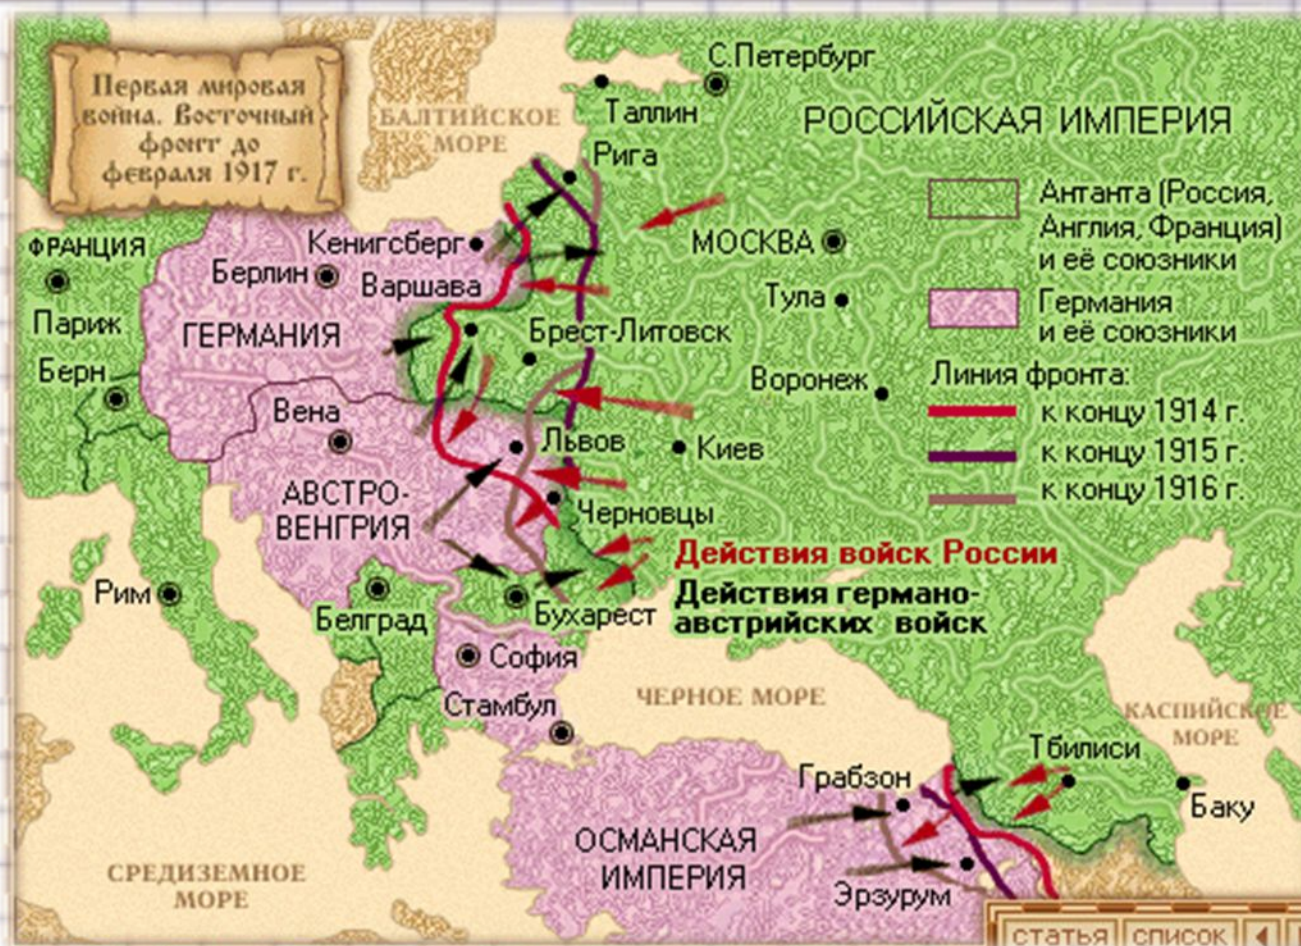 Первая мировая
война. Восточный
фронт до
февраля 1917 г.
БАЛТИЙСКОЕ
МОРЕ
С.Петербург
Таллин
РОССИЙСКАЯ ИМПЕРИЯ
Рига
Антанта (Россия,
Англия, Франция)
и её союзники
ФРАНЦИЯ
Кенигсберг
МОСКВА
Берлин
Варшава
Тула
Германия
и её союзники
Париж
ГЕРМАНИЯ
Брест-Литовск
Берн
Воронеж
Линия фронта:
к концу 1914 г.
к концу 1915 г.
к концу 1916 г.
Вена
Львов
Киев
АВСТРО-
ВЕНГРИЯ
Черновцы
Действия войск России
Действия германо-
австрийских войск
Рим
Белград
Бухарест
София
Стамбул
ЧЕРНОЕ МОРЕ
КАСПИЙСКОЕ
МОРЕ
Тбилиси
Грабзон
Баку
ОСМАНСКАЯ
ИМПЕРИЯ
Эрзурум
СРЕДИЗЕМНОЕ
МОРЕ
статья список